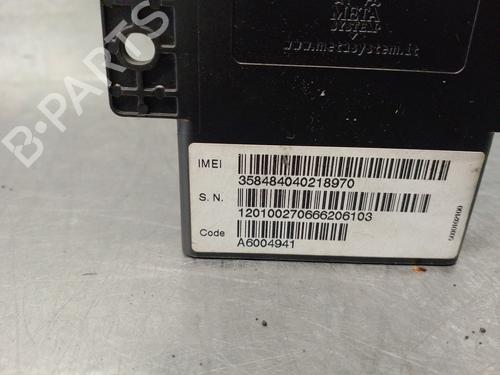 META
SYSTEM
www.metasystem.it
B-PARTS
IMEI
358484040218970
S.N.
120100270666206103
Code
A6004941